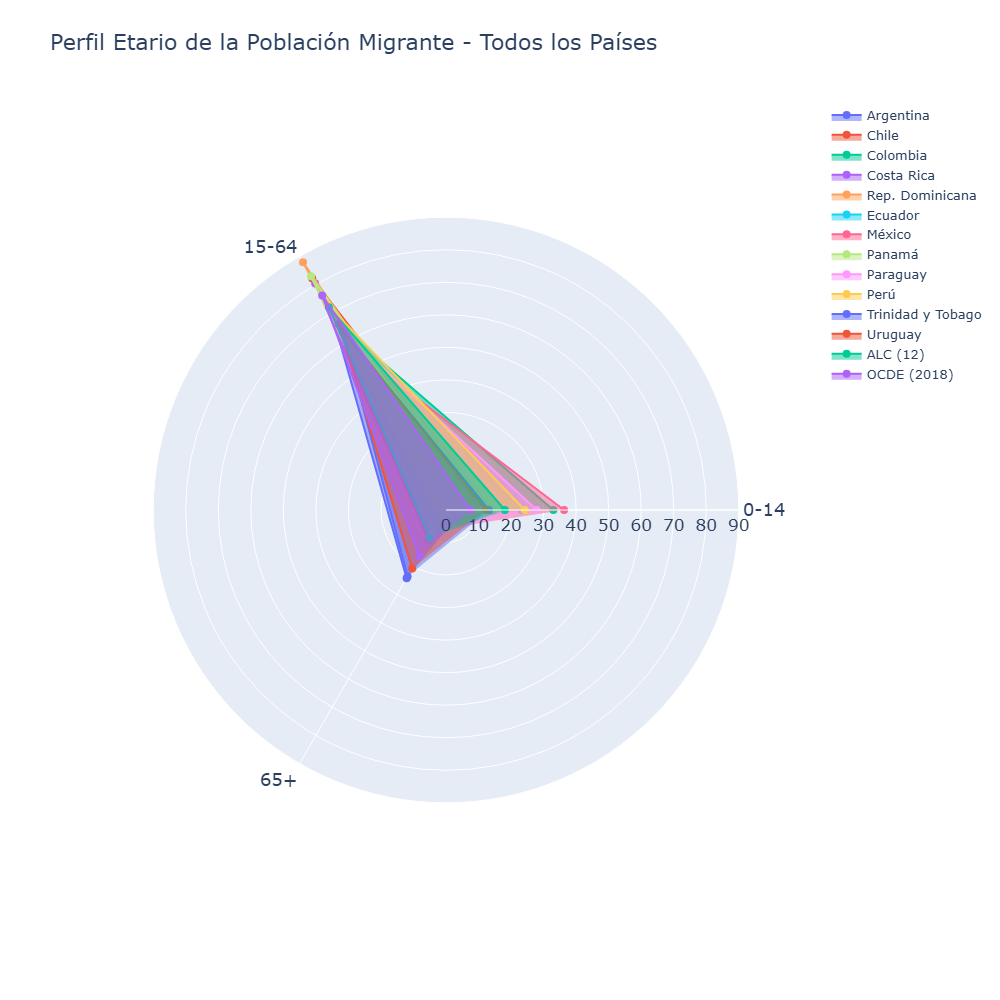 Perfil Etario de la Población Migrante - Todos los Países
Argentina
Chile
Colombia
Costa Rica
Rep. Dominicana
Ecuador
México
Panamá
Paraguay
Perú
Trinidad y Tobago
Uruguay
ALC (12)
OCDE (2018)
15-64
0-14
0 10 20 30 40 50 60 70 80 90
65+